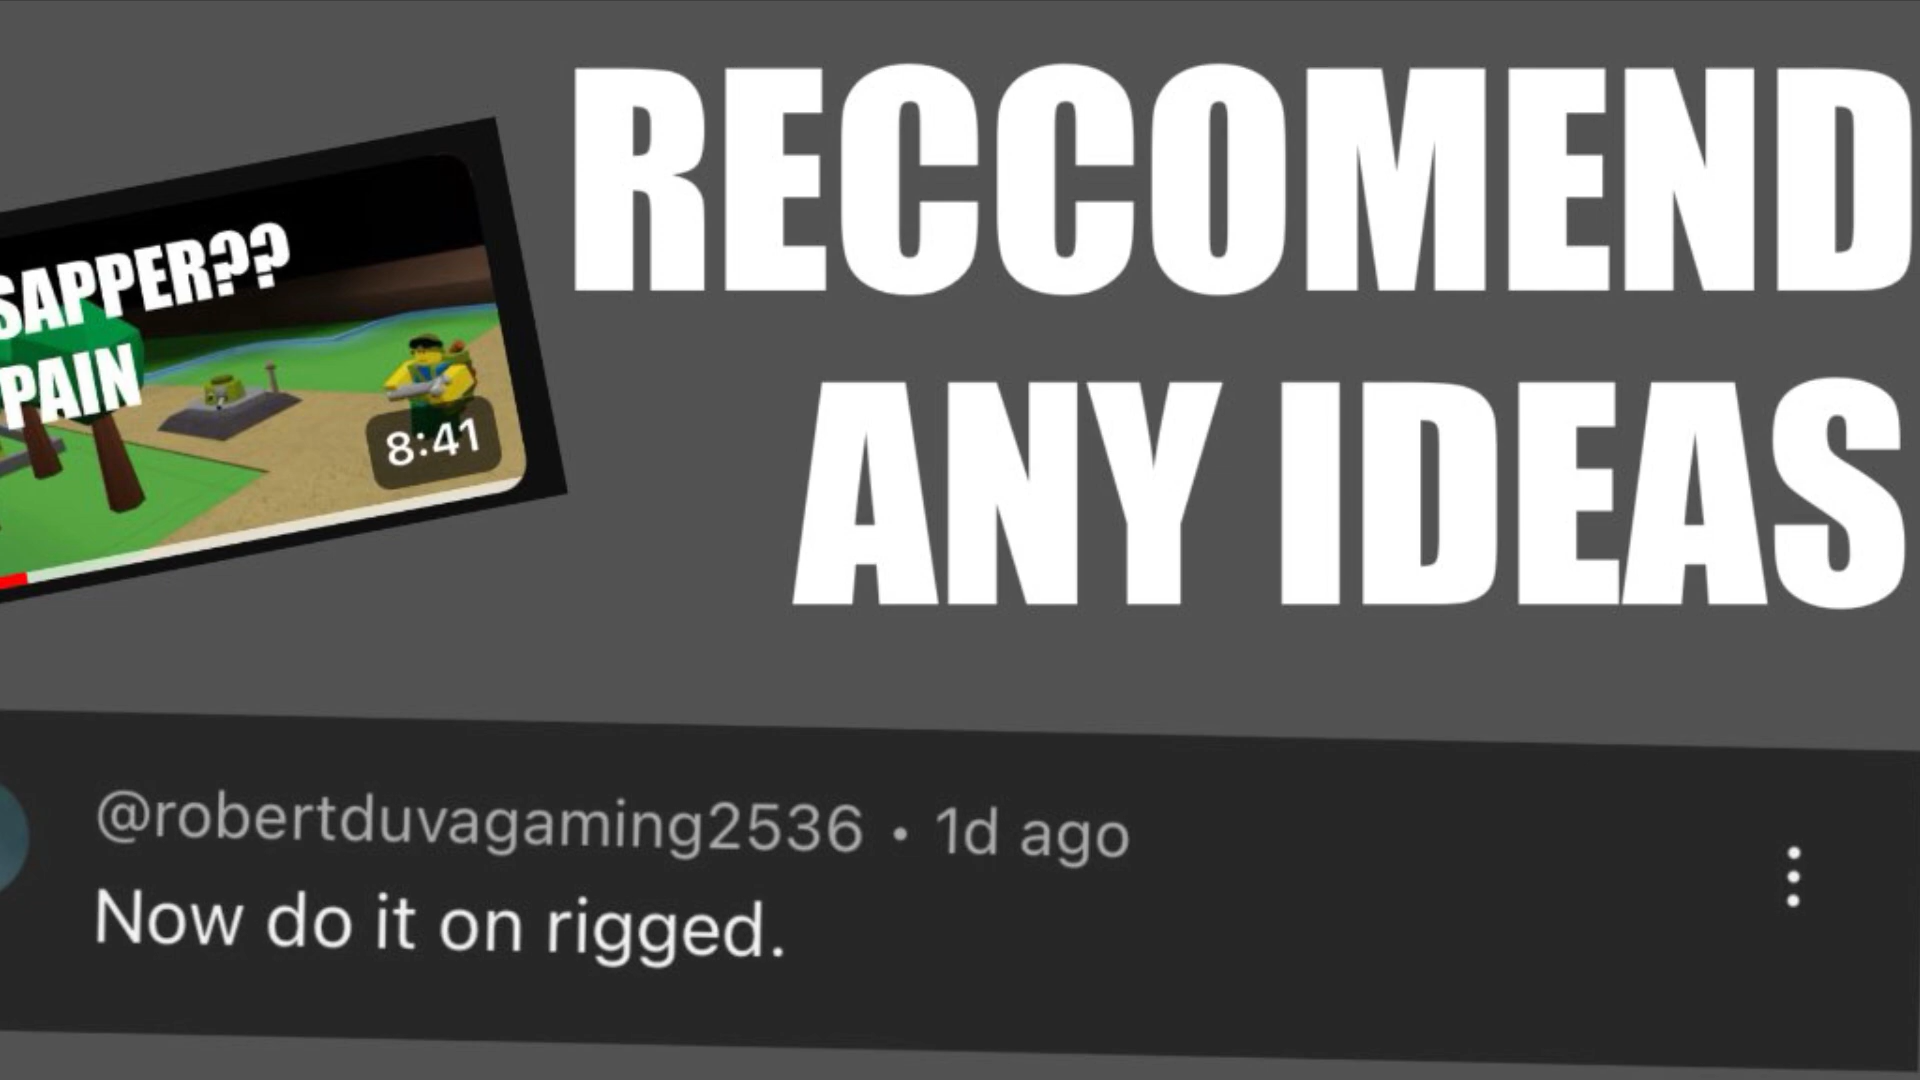 RECCOMEND
ANY IDEAS
SAPPER??
PAIN
8:41
@robertduvagaming2536 • 1d ago
Now do it on rigged.